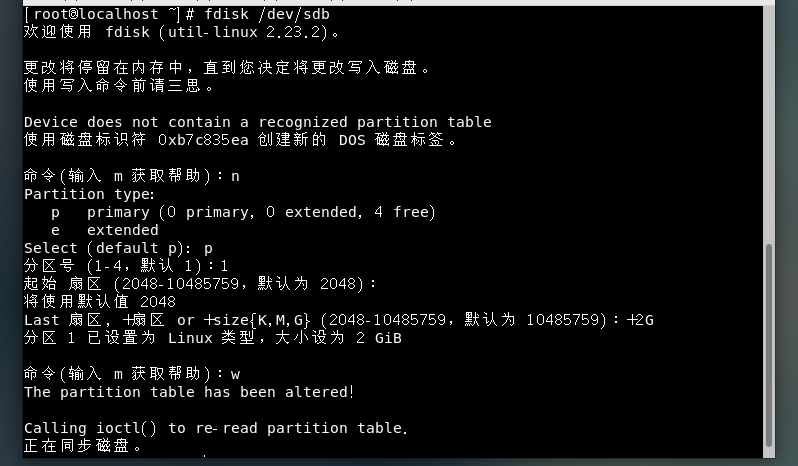 [root@localhost ~]# fdisk /dev/sdb
欢迎使用 fdisk (util-linux 2.23.2)。
更改将停留在内存中，直到您决定将更改写入磁盘。
使用写入命令前请三思。
Device does not contain a recognized partition table
使用磁盘标识符 0xb7c835ea 创建新的 DOS 磁盘标签。
命令(输入 m 获取帮助)：n
Partition type:
   p   primary (0 primary, 0 extended, 4 free)
   e   extended
Select (default p): p
分区号 (1-4，默认 1)：1
起始 扇区 (2048-10485759，默认为 2048)：
将使用默认值 2048
Last 扇区, +扇区 or +size{K,M,G} (2048-10485759，默认为 10485759)：+2G
分区 1 已设置为 Linux 类型，大小设为 2 GiB
命令(输入 m 获取帮助)：w
The partition table has been altered!
Calling ioctl() to re-read partition table.
正在同步磁盘。